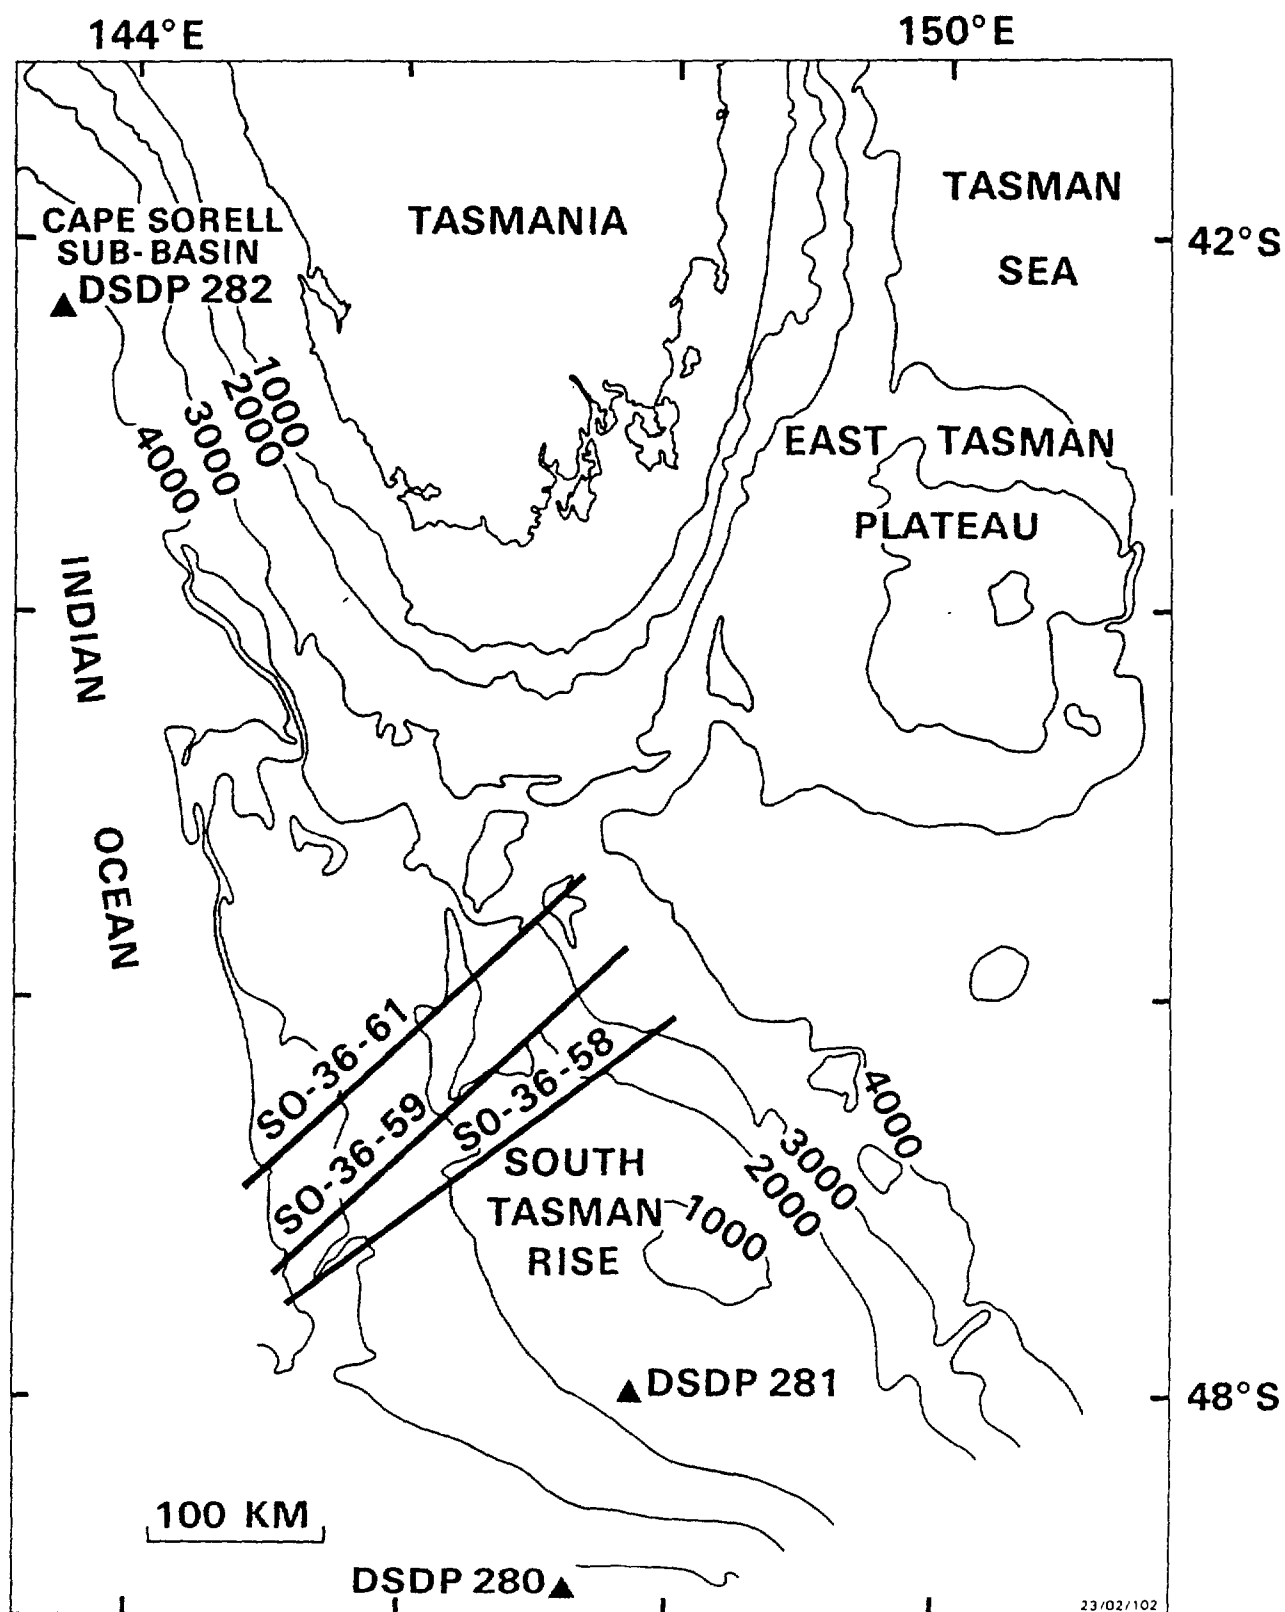 144°E
150°E
TASMAN
SEA
42°S
CAPE SORELL
SUB-BASIN
DSDP 282
TASMANIA
1000
2000
3000
4000
EAST TASMAN
PLATEAU
INDIAN
OCEAN
SO-36-61
SO-36-59
SO-36-58
SOUTH
TASMAN
RISE
1000
2000
3000
4000
DSDP 281
48°S
100 KM
DSDP 280
23/02/102